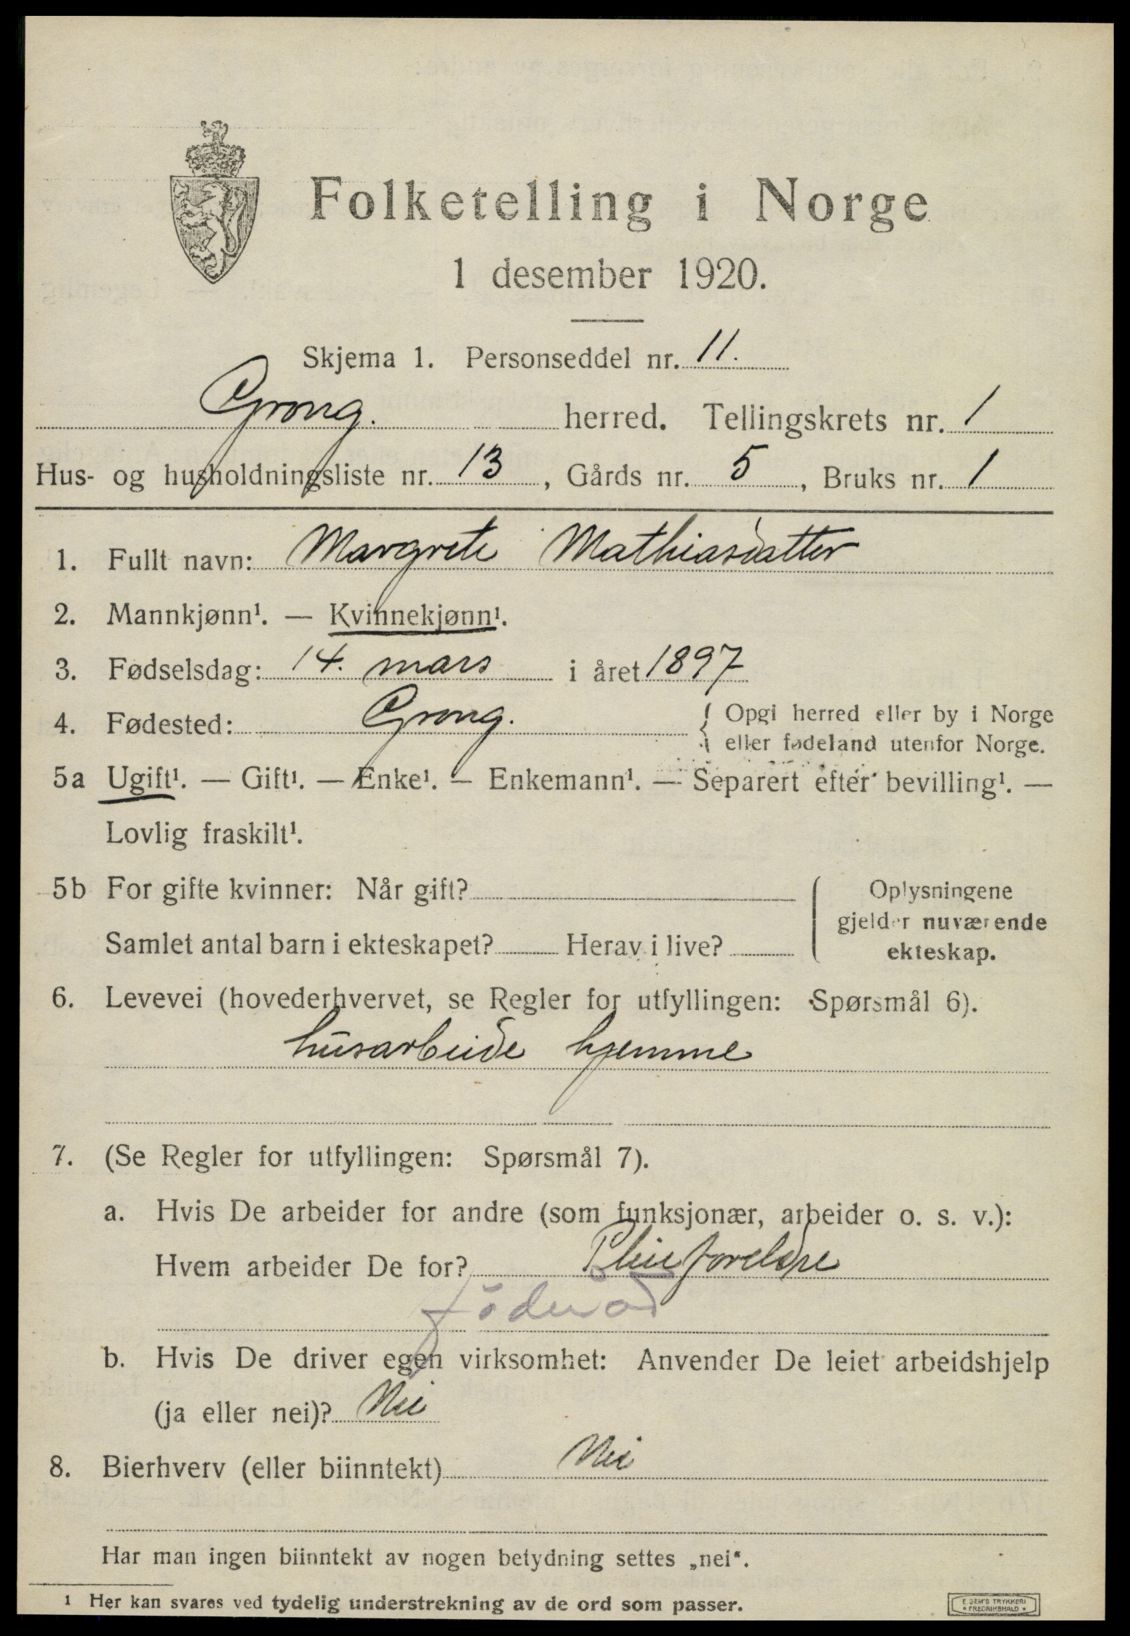 Folketelling i Norge
1 desember 1920.
Skjema 1. Personseddel nr. 11.
Grong. herred. Tellingskrets nr. 1
Hus- og husholdningsliste nr. 13, Gårds nr. 5, Bruks nr. 1
1. Fullt navn: Margrete Mathiasdatter
2. Mannkjønn¹. — Kvinnekjønn¹.
3. Fødselsdag: 14. mars i året 1897
4. Fødested: Grong. { Opgi herred eller by i Norge
eller fødeland utenfor Norge.
5a Ugift¹. — Gift¹. — Enke¹. — Enkemann¹. — Separert efter bevilling¹. —
Lovlig fraskilt¹.
5b For gifte kvinner: Når gift?
Samlet antal barn i ekteskapet? Herav i live?
Oplysningene
gjelder nuværende
ekteskap.
6. Levevei (hovederhvervet, se Regler for utfyllingen: Spørsmål 6).
husarbeide hjemme
7. (Se Regler for utfyllingen: Spørsmål 7).
a. Hvis De arbeider for andre (som funksjonær, arbeider o. s. v.):
Hvem arbeider De for? Pleieforeldre
føderåd
b. Hvis De driver egen virksomhet: Anvender De leiet arbeidshjelp
(ja eller nei)? Nei
8. Bierhverv (eller biinntekt) Nei
Har man ingen biinntekt av nogen betydning settes „nei".
1 Her kan svares ved tydelig understrekning av de ord som passer.
E. SEM'S TRYKKERI
FREDRIKSHALD